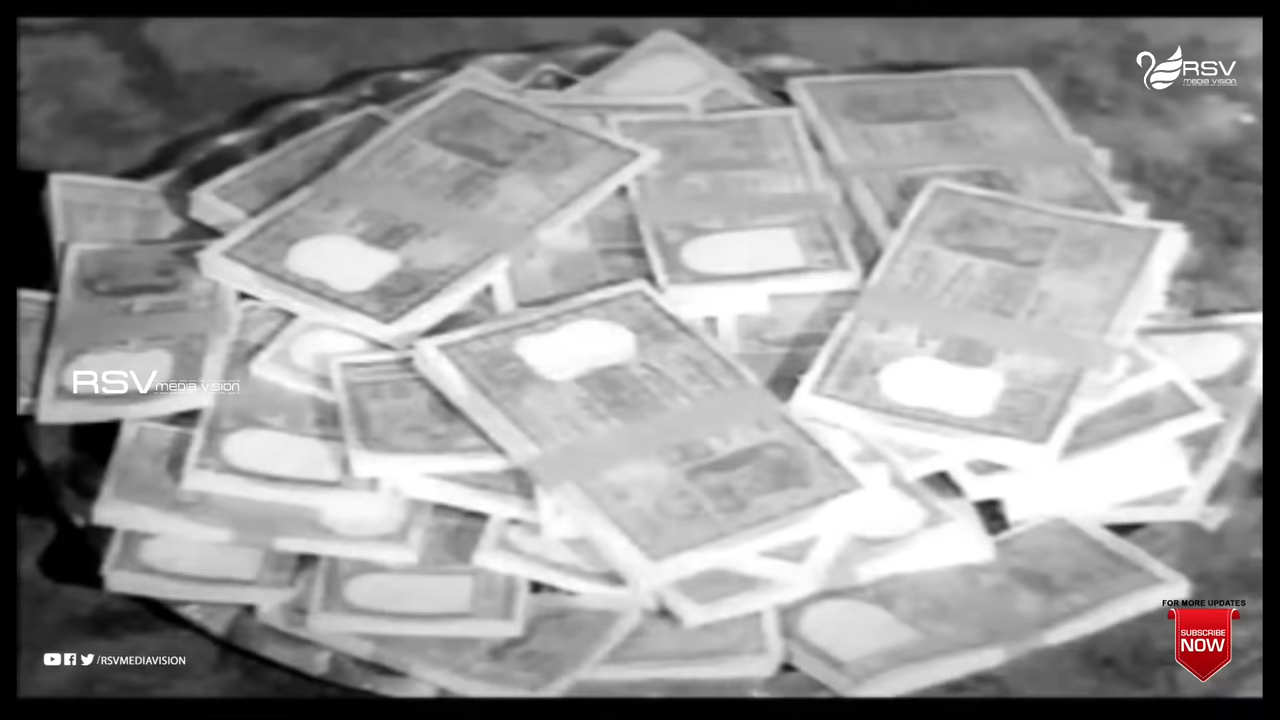 RSV
media vision
RSV media vision
/RSVMEDIAVISION
FOR MORE UPDATES
SUBSCRIBE
NOW